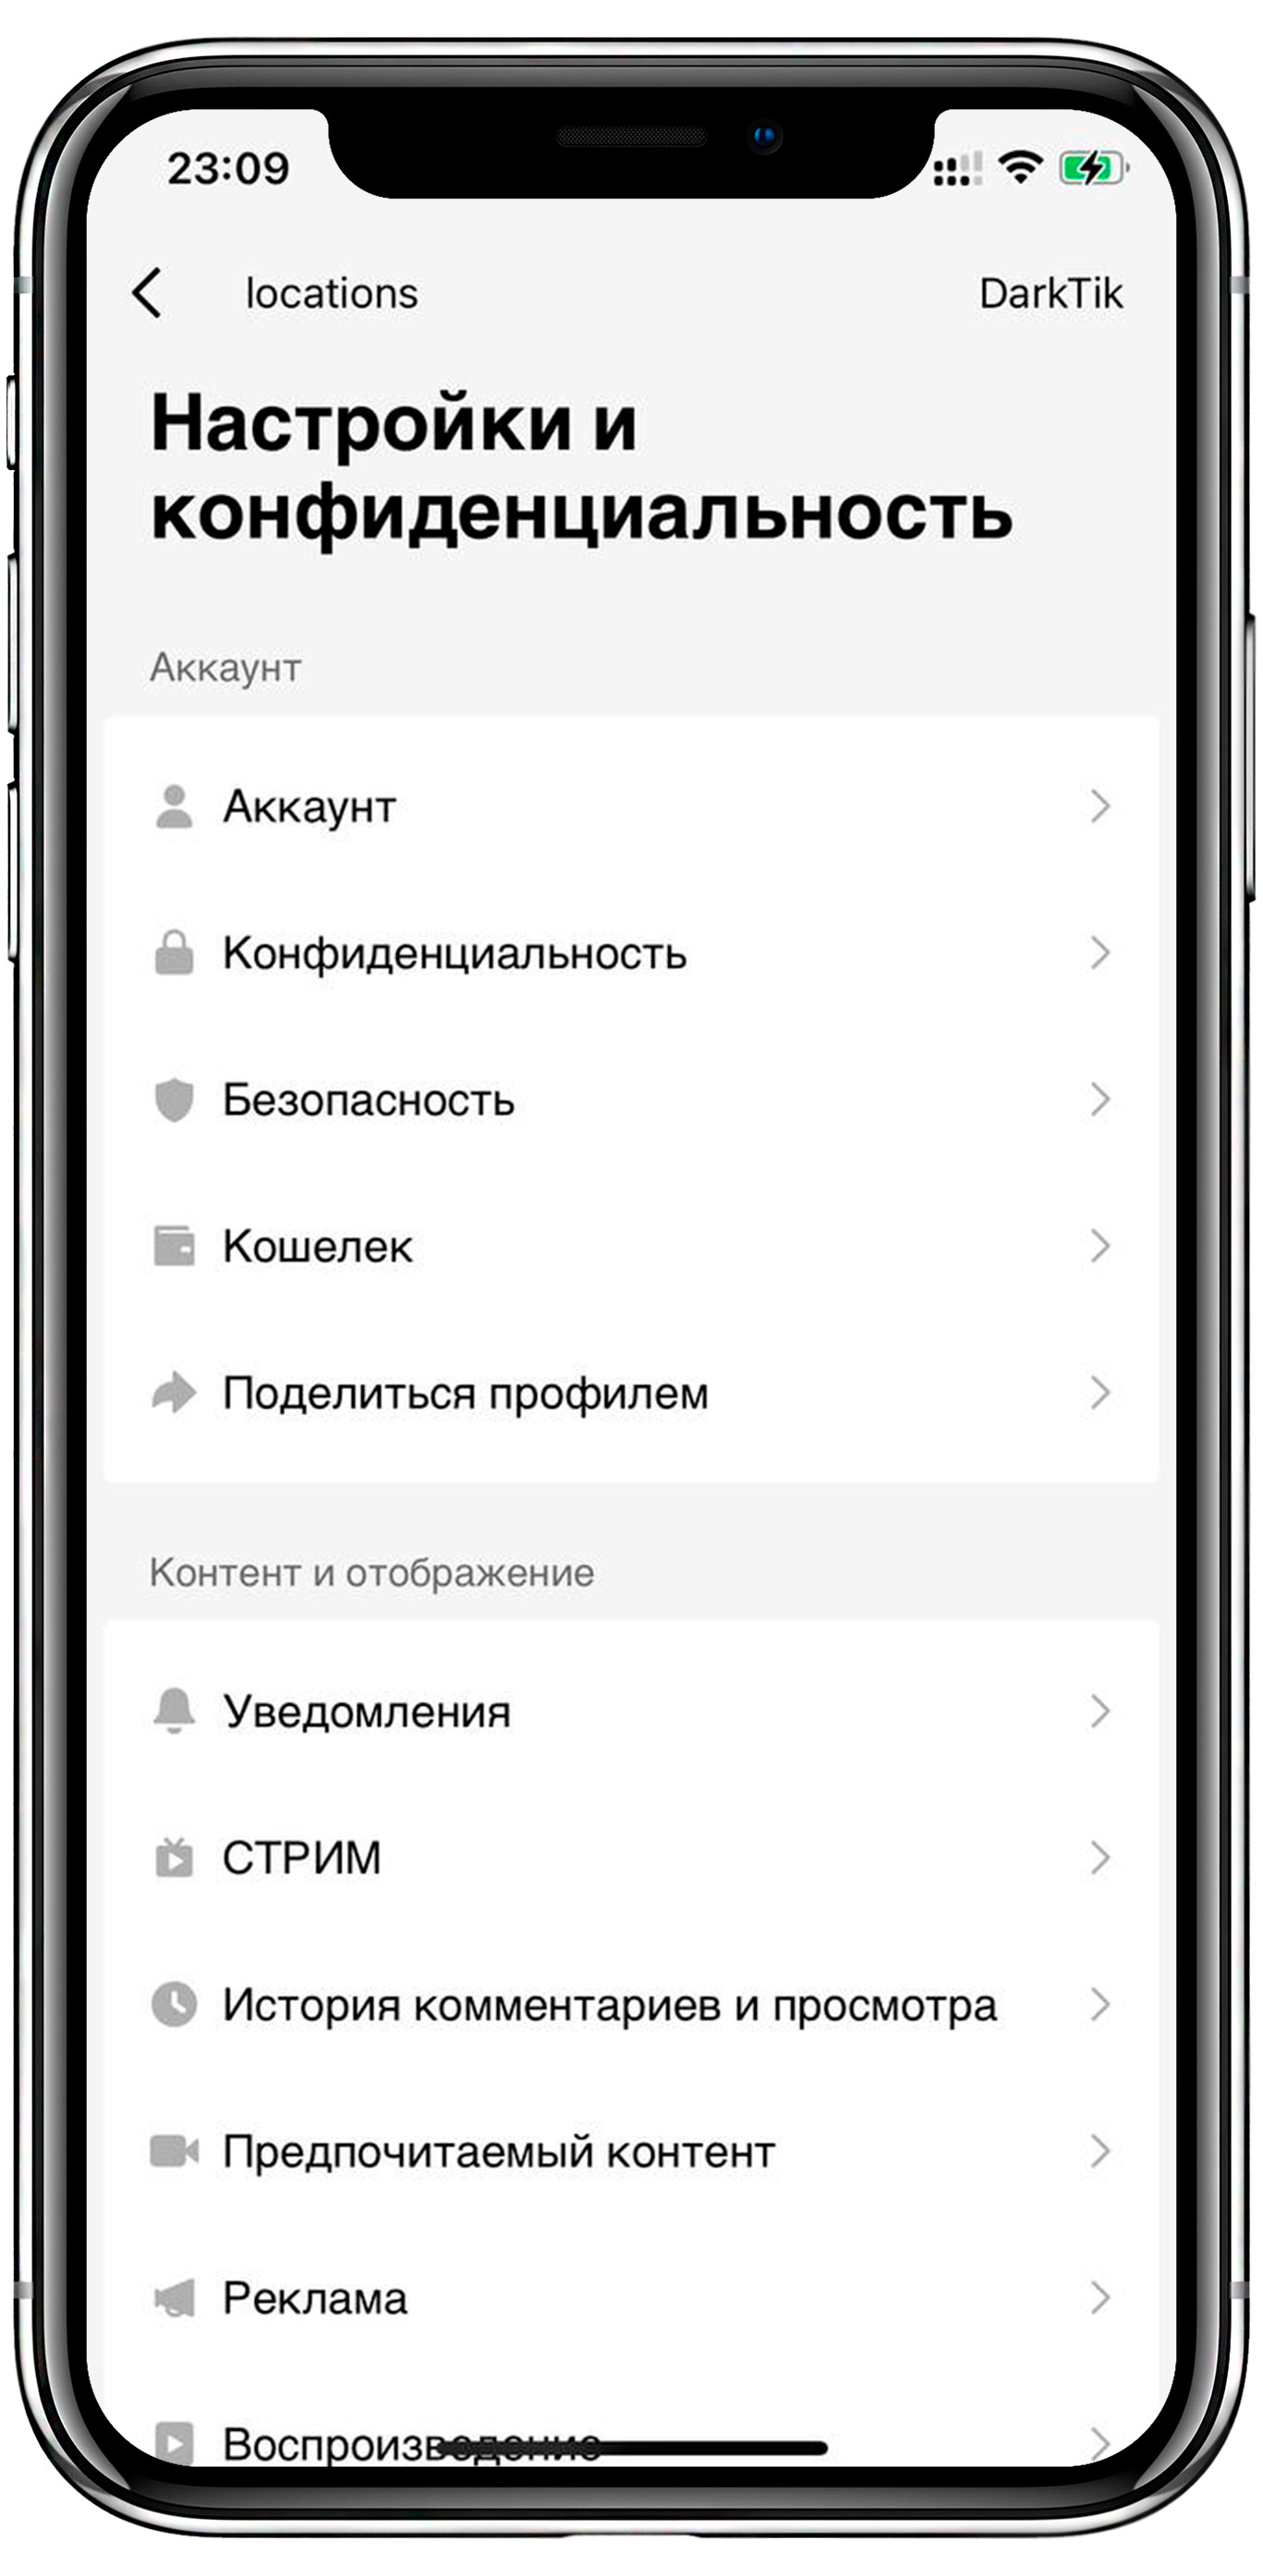 23:09
locations DarkTik
Настройки и
конфиденциальность
Аккаунт
Аккаунт
Конфиденциальность
Безопасность
Кошелек
Поделиться профилем
Контент и отображение
Уведомления
СТРИМ
История комментариев и просмотра
Предпочитаемый контент
Реклама
Воспроизведение